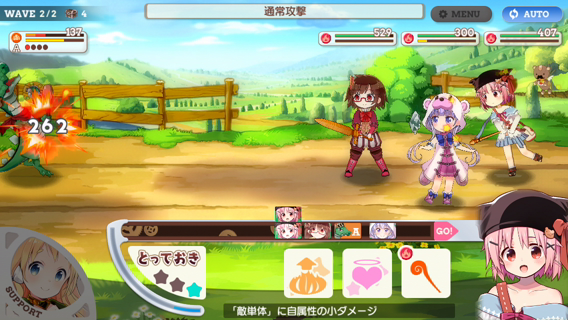 WAVE 2/2 4
通常攻撃
MENU
AUTO
137
A
529
300
407
262
A
GO!
とっておき
SUPPORT
「敵単体」に自属性の小ダメージ